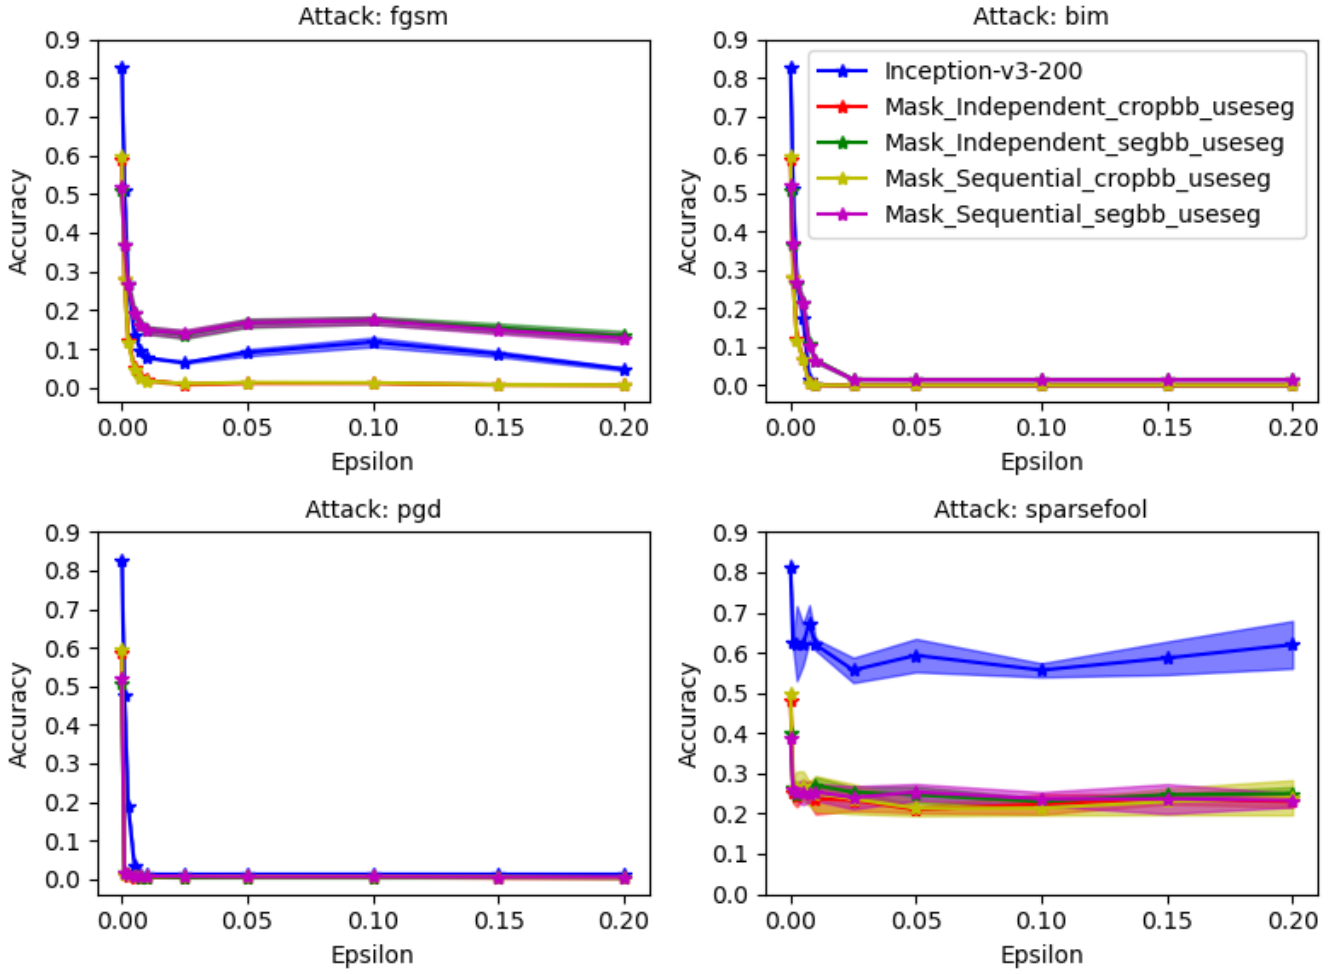 Attack: fgsm
0.9
0.8
0.7
0.6
0.5
0.4
0.3
0.2
0.1
0.0
Accuracy
0.00 0.05 0.10 0.15 0.20
Epsilon
Attack: bim
0.9
0.8
0.7
0.6
0.5
0.4
0.3
0.2
0.1
0.0
Accuracy
Inception-v3-200
Mask_Independent_cropbb_useseg
Mask_Independent_segbb_useseg
Mask_Sequential_cropbb_useseg
Mask_Sequential_segbb_useseg
0.00 0.05 0.10 0.15 0.20
Epsilon
Attack: pgd
0.9
0.8
0.7
0.6
0.5
0.4
0.3
0.2
0.1
0.0
Accuracy
0.00 0.05 0.10 0.15 0.20
Epsilon
Attack: sparsefool
0.9
0.8
0.7
0.6
0.5
0.4
0.3
0.2
0.1
0.0
Accuracy
0.00 0.05 0.10 0.15 0.20
Epsilon